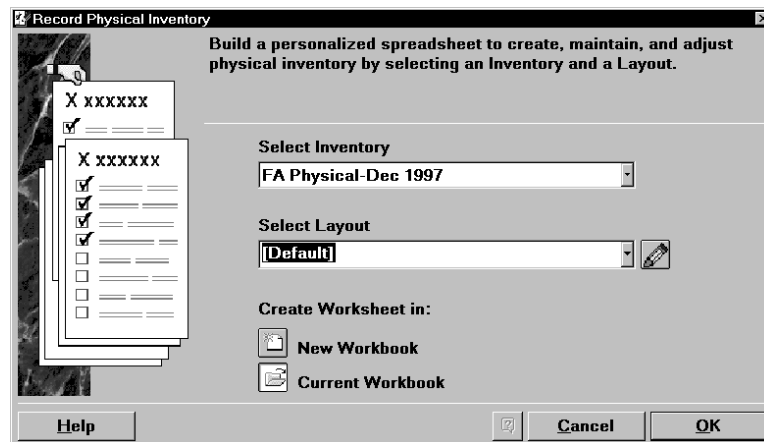 Record Physical Inventory
Build a personalized spreadsheet to create, maintain, and adjust
physical inventory by selecting an Inventory and a Layout.
X xxxxxx
X xxxxxx
Select Inventory
FA Physical-Dec 1997
Select Layout
[Default]
Create Worksheet in:
New Workbook
Current Workbook
Help
Cancel
OK